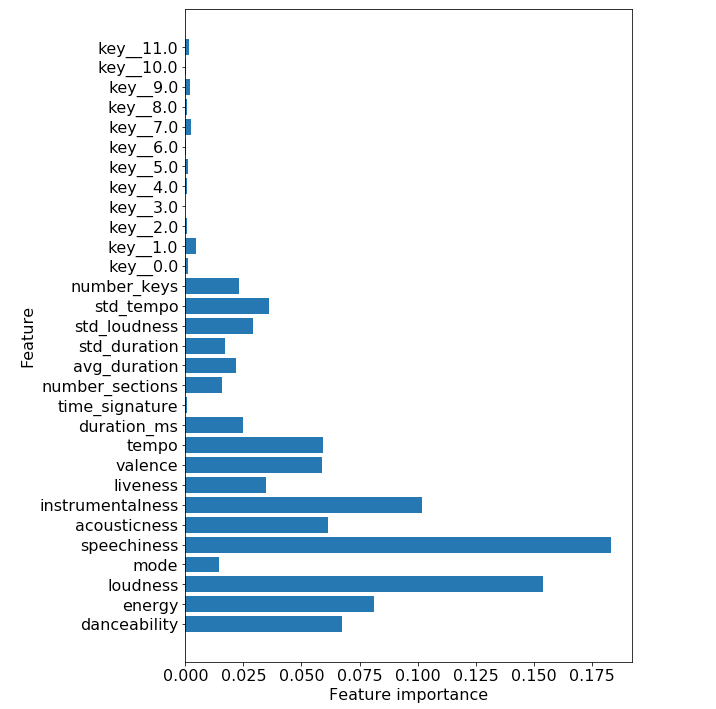 key__11.0
key__10.0
key__9.0
key__8.0
key__7.0
key__6.0
key__5.0
key__4.0
key__3.0
key__2.0
key__1.0
key__0.0
number_keys
std_tempo
std_loudness
std_duration
avg_duration
number_sections
time_signature
duration_ms
tempo
valence
liveness
instrumentalness
acousticness
speechiness
mode
loudness
energy
danceability
Feature
0.000 0.025 0.050 0.075 0.100 0.125 0.150 0.175
Feature importance